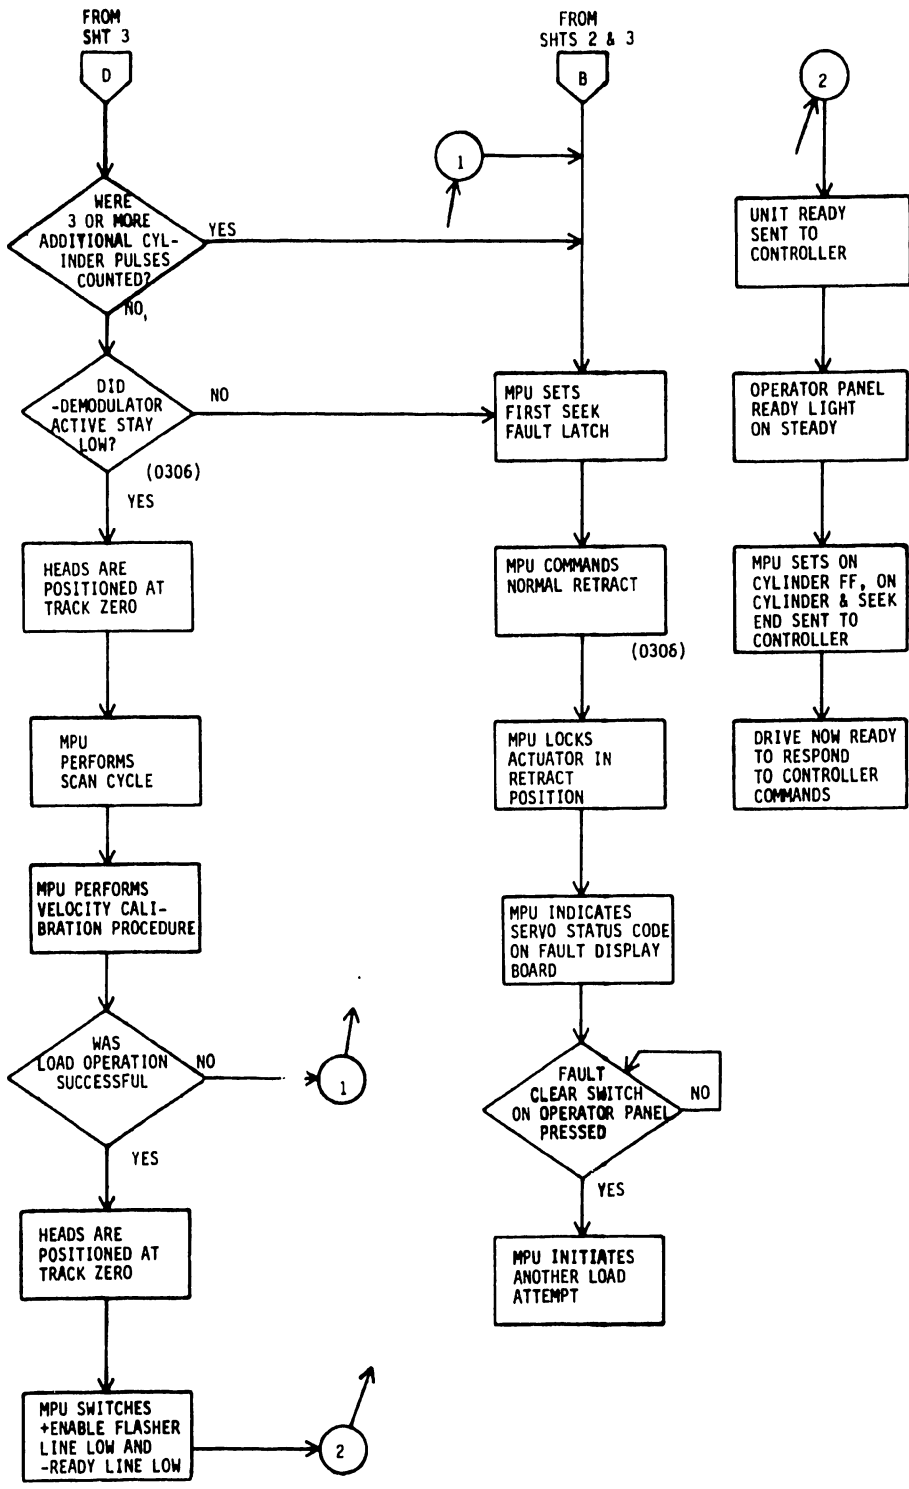 FROM
SHT 3
D
WERE
3 OR MORE
ADDITIONAL CYL-
INDER PULSES
COUNTED?
YES
NO,
DID
-DEMODULATOR
ACTIVE STAY
LOW?
NO
(0306)
YES
HEADS ARE
POSITIONED AT
TRACK ZERO
MPU
PERFORMS
SCAN CYCLE
MPU PERFORMS
VELOCITY CALI-
BRATION PROCEDURE
WAS
LOAD OPERATION
SUCCESSFUL
NO
1
YES
HEADS ARE
POSITIONED AT
TRACK ZERO
MPU SWITCHES
+ENABLE FLASHER
LINE LOW AND
-READY LINE LOW
2
FROM
SHTS 2 & 3
B
1
MPU SETS
FIRST SEEK
FAULT LATCH
MPU COMMANDS
NORMAL RETRACT
(0306)
MPU LOCKS
ACTUATOR IN
RETRACT
POSITION
MPU INDICATES
SERVO STATUS CODE
ON FAULT DISPLAY
BOARD
FAULT
CLEAR SWITCH
ON OPERATOR PANEL
PRESSED
NO
YES
MPU INITIATES
ANOTHER LOAD
ATTEMPT
2
UNIT READY
SENT TO
CONTROLLER
OPERATOR PANEL
READY LIGHT
ON STEADY
MPU SETS ON
CYLINDER FF, ON
CYLINDER & SEEK
END SENT TO
CONTROLLER
DRIVE NOW READY
TO RESPOND
TO CONTROLLER
COMMANDS